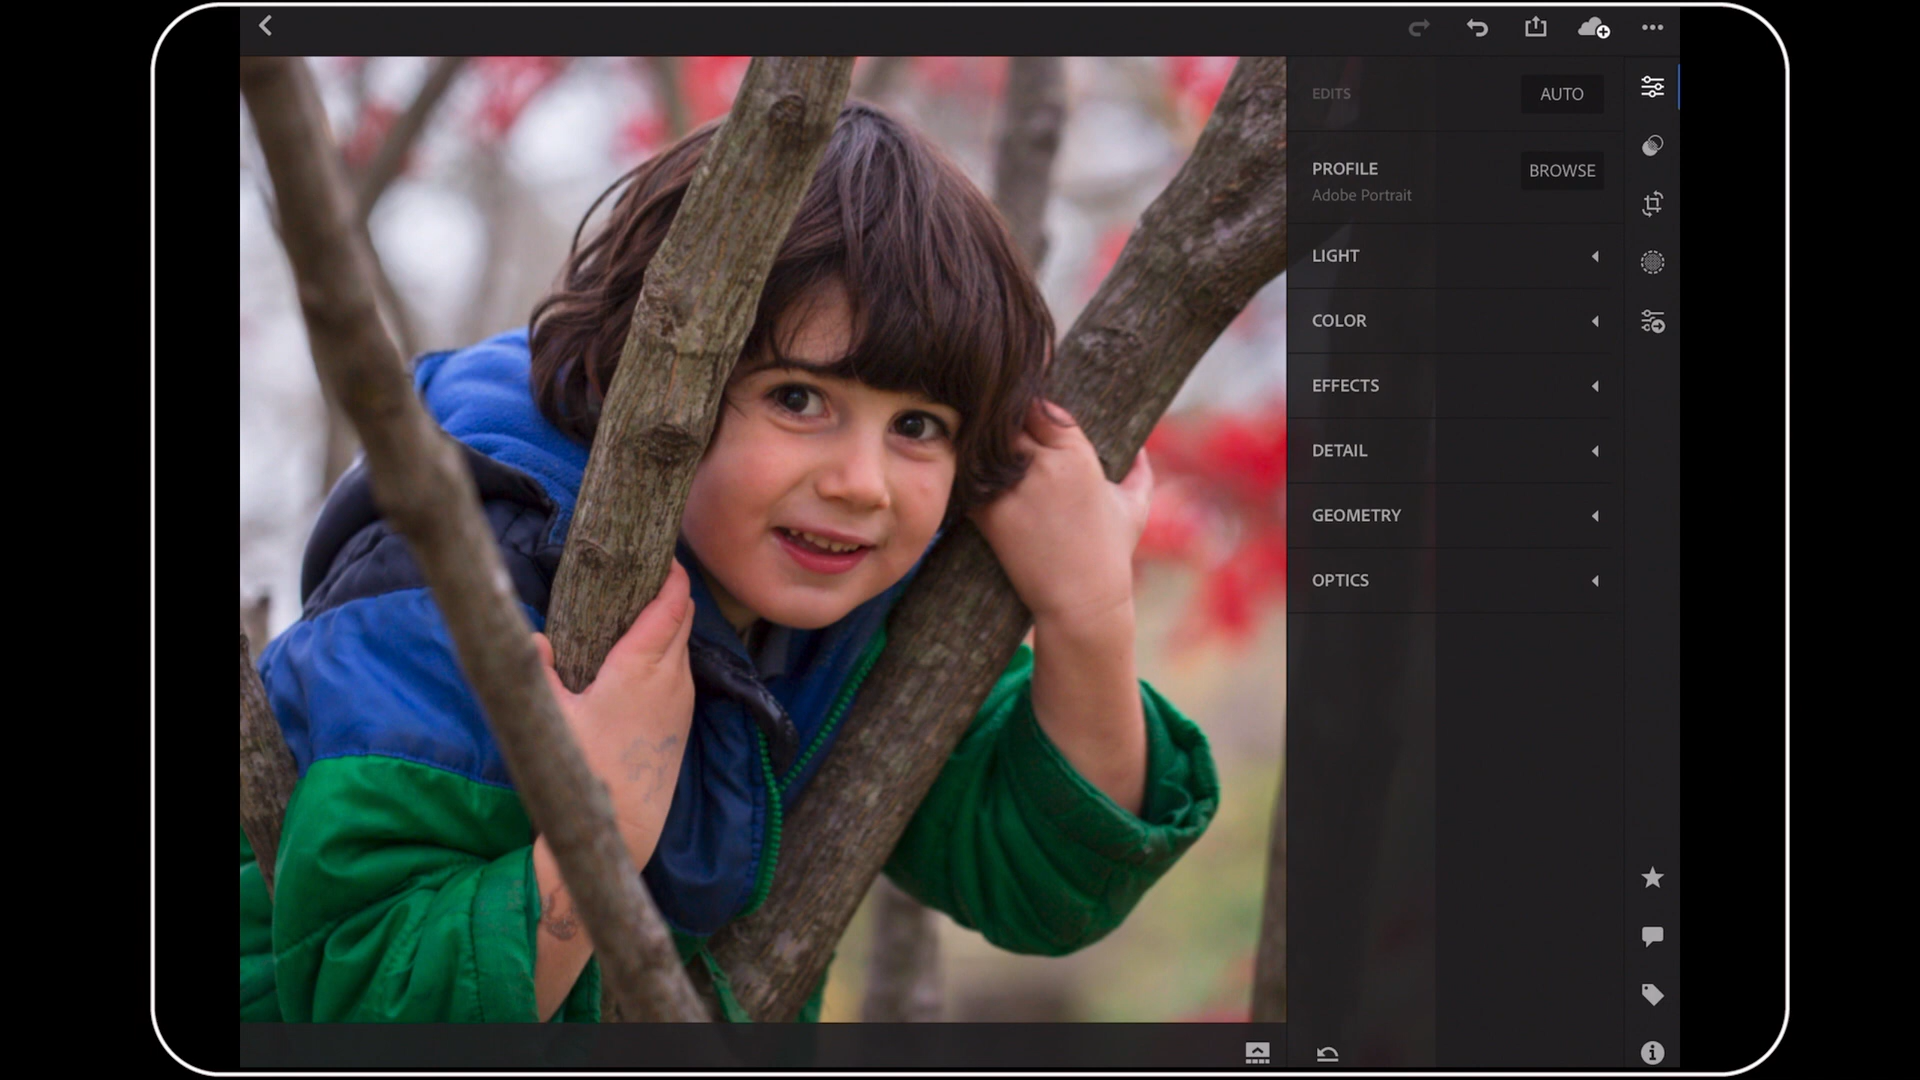 EDITS
AUTO
PROFILE
BROWSE
Adobe Portrait
LIGHT
COLOR
EFFECTS
DETAIL
GEOMETRY
OPTICS